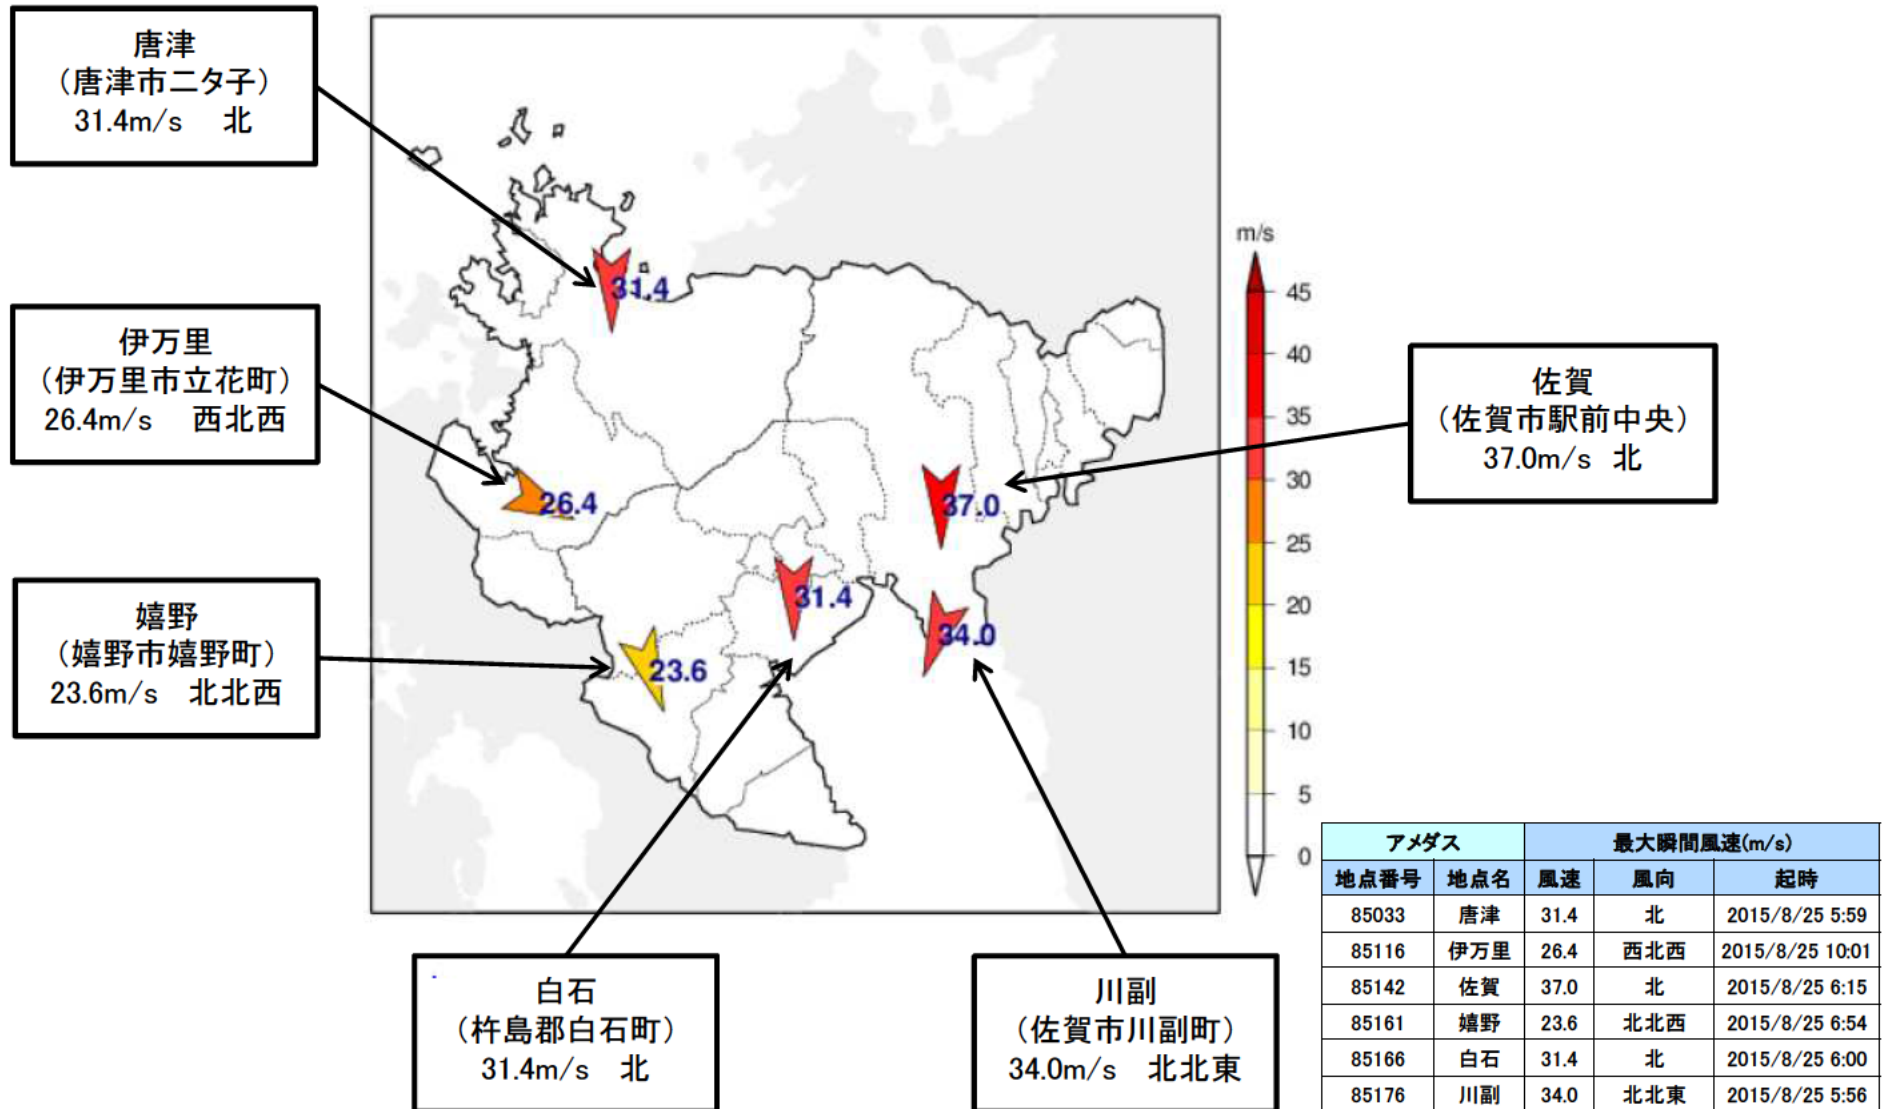 唐津
（唐津市二タ子）
31.4m/s 北
伊万里
（伊万里市立花町）
26.4m/s 西北西
嬉野
（嬉野市嬉野町）
23.6m/s 北北西
31.4
26.4
23.6
31.4
37.0
34.0
m/s
45
40
35
30
25
20
15
10
5
0
佐賀
（佐賀市駅前中央）
37.0m/s 北
白石
（杵島郡白石町）
31.4m/s 北
川副
（佐賀市川副町）
34.0m/s 北北東
アメダス 最大瞬間風速(m/s)
地点番号 地点名 風速 風向 起時
85033 唐津 31.4 北 2015/8/25 5:59
85116 伊万里 26.4 西北西 2015/8/25 10:01
85142 佐賀 37.0 北 2015/8/25 6:15
85161 嬉野 23.6 北北西 2015/8/25 6:54
85166 白石 31.4 北 2015/8/25 6:00
85176 川副 34.0 北北東 2015/8/25 5:56